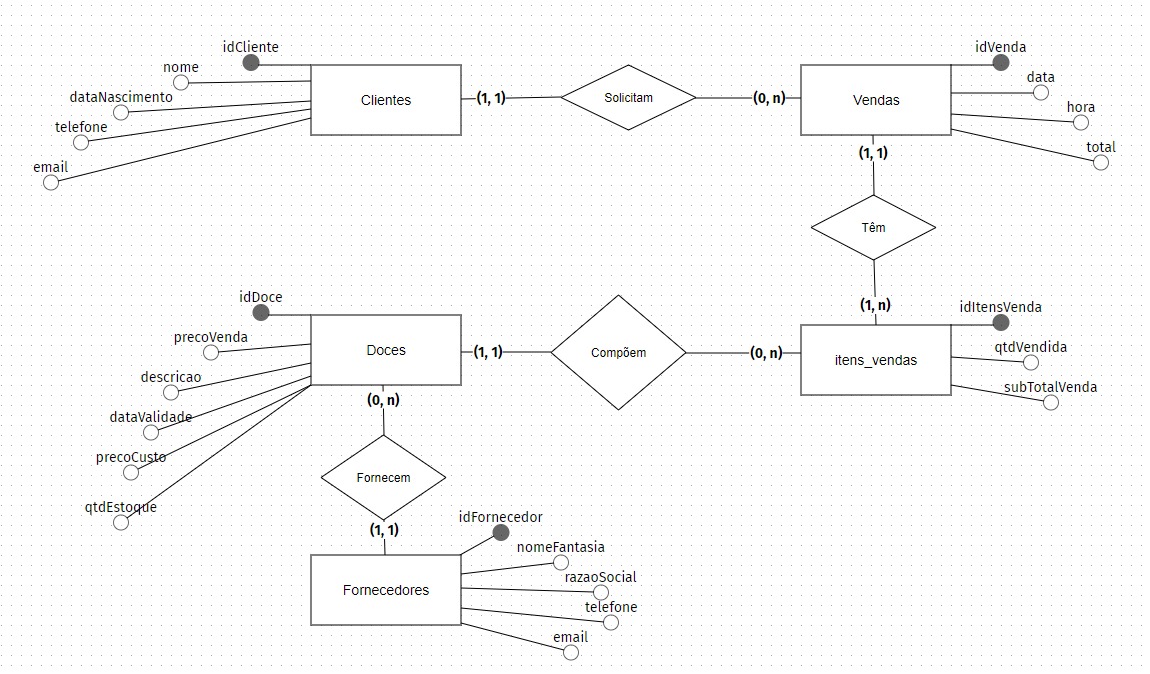 idCliente
nome
dataNascimento
telefone
email
Clientes
(1, 1)
Solicitam
(0, n)
Vendas
idVenda
data
hora
total
(1, 1)
Têm
(1, n)
idDoce
precoVenda
descricao
dataValidade
precoCusto
qtdEstoque
Doces
(1, 1)
Compõem
(0, n)
itens_vendas
idItensVenda
qtdVendida
subTotalVenda
(0, n)
Fornecem
(1, 1)
Fornecedores
idFornecedor
nomeFantasia
razaoSocial
telefone
email